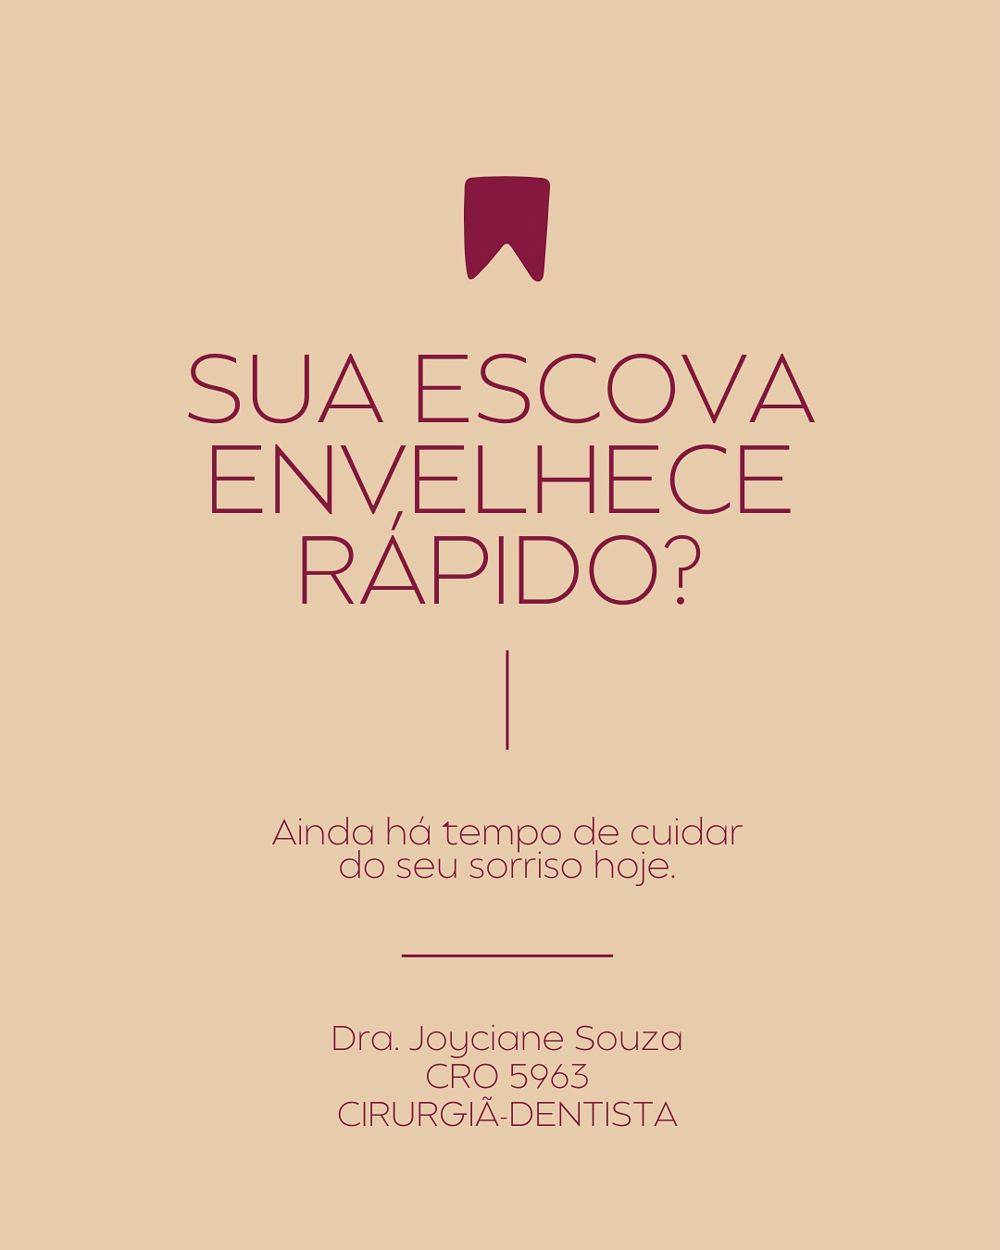 SUA ESCOVA
ENVELHECE
RÁPIDO?
Ainda há tempo de cuidar
do seu sorriso hoje.
Dra. Joyciane Souza
CRO 5963
CIRURGIÃ-DENTISTA